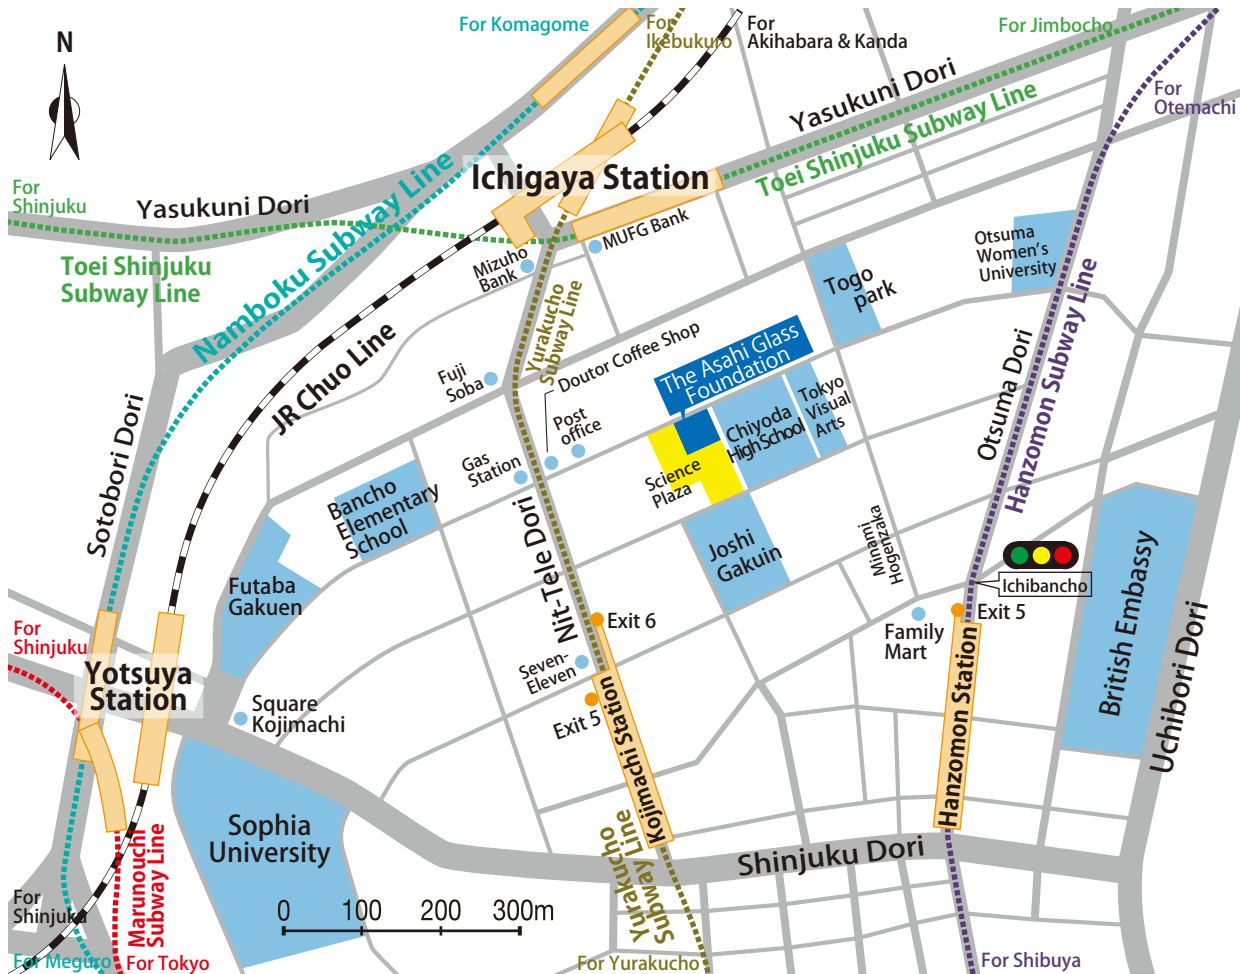 For Komagome
For
Ikebukuro
For
Akihabara & Kanda
For Jimbocho
N
Yasukuni Dori
Toei Shinjuku Subway Line
For
Otemachi
Ichigaya Station
For
Shinjuku
Yasukuni Dori
Namboku Subway Line
Toei Shinjuku
Subway Line
MUFG Bank
Mizuho
Bank
Otsuma
Women's
University
Togo
park
Yurakucho
Subway Line
JR Chuo Line
Doutor Coffee Shop
The Asahi Glass
Foundation
Fuji
Soba
Post
office
Otsuma Dori
Hanzomon Subway Line
Tokyo
Visual
Arts
Chiyoda
High School
Gas
Station
Science
Plaza
Sotobori Dori
Bancho
Elementary
School
Nit-Tele Dori
Joshi
Gakuin
Minami
Hogenzaka
Futaba
Gakuen
Ichibancho
British Embassy
Uchibori Dori
Exit 5
Exit 6
Family
Mart
For
Shinjuku
Yotsuya
Station
Seven-
Eleven
Exit 5
Kojimachi Station
Hanzomon Station
Square
Kojimachi
Sophia
University
Marunouchi
Subway Line
Yurakucho
Subway Line
Shinjuku Dori
For
Shinjuku
0 100 200 300m
For Meguro
For Tokyo
For Yurakucho
For Shibuya